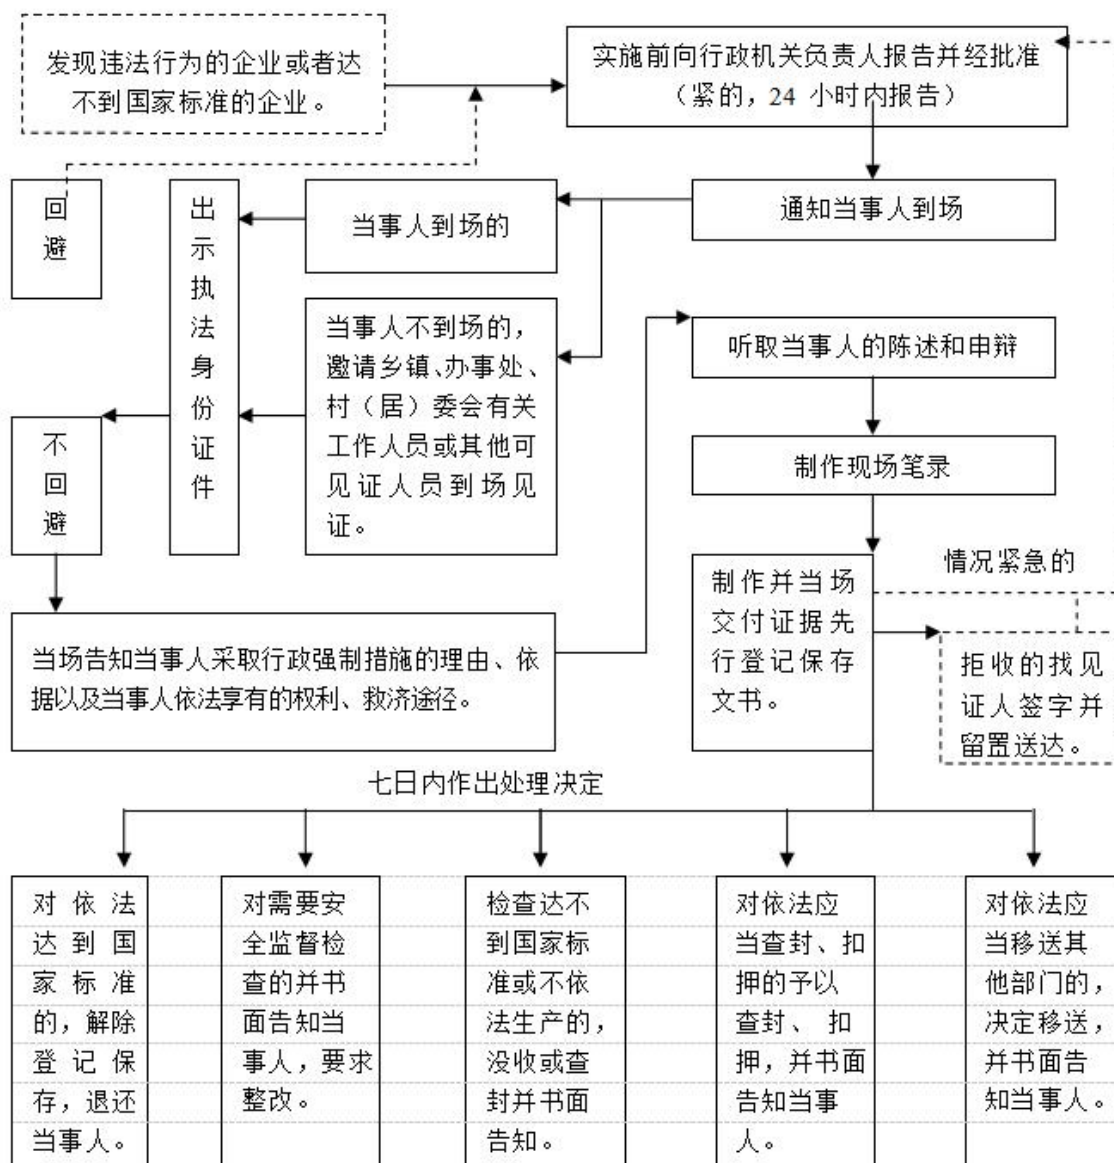 发现违法行为的企业或者达
不到国家标准的企业。
实施前向行政机关负责人报告并经批准
（紧的，24 小时内报告）
回
避
出
示
执
法
身
份
证
件
当事人到场的
通知当事人到场
当事人不到场的，
邀请乡镇、办事处、
村（居）委会有关
工作人员或其他可
见证人员到场见
证。
听取当事人的陈述和申辩
不
回
避
制作现场笔录
制作并当场
交付证据先
行登记保存
文书。
情况紧急的
拒收的找见
证人签字并
留置送达。
当场告知当事人采取行政强制措施的理由、依
据以及当事人依法享有的权利、救济途径。
七日内作出处理决定
对依法
达到国
家标准
的，解除
登记保
存，退还
当事人。
对需要安
全监督检
查的并书
面告知当
事人，要求
整改。
检查达不
到国家标
准或不依
法生产的，
没收或查
封并书面
告知。
对依法应
当查封、扣
押的予以
查封、扣
押，并书面
告知当事
人。
对依法应
当移送其
他部门的，
决定移送，
并书面告
知当事人。